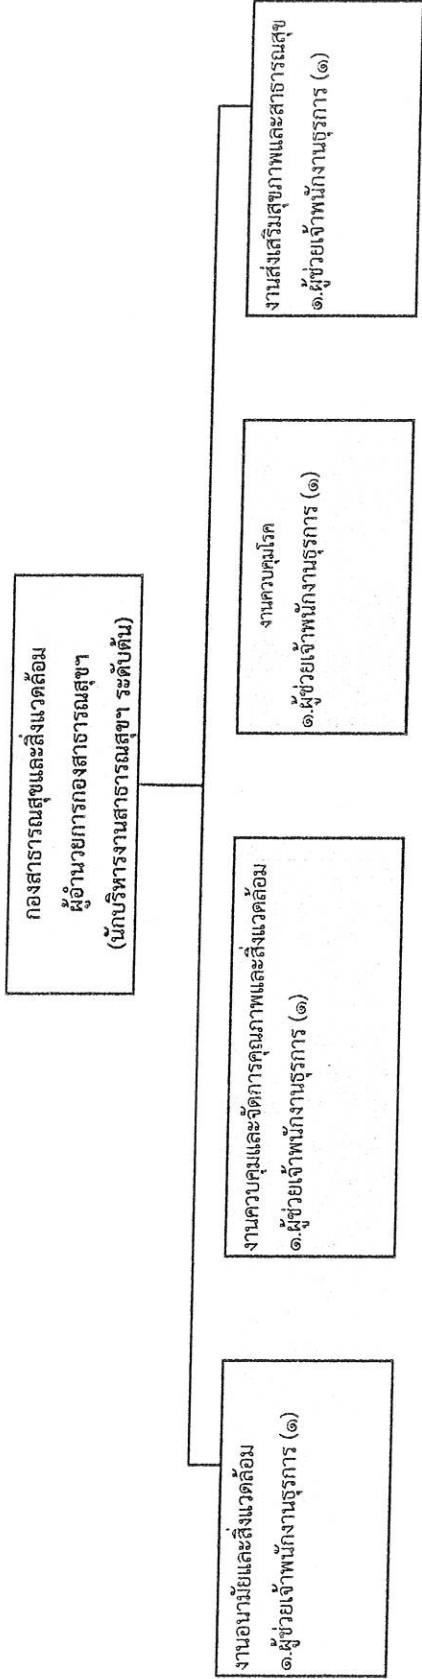 กองสาธารณสุขและสิ่งแวดล้อม
ผู้อำนวยการกองสาธารณสุขฯ
(นักบริหารงานสาธารณสุขฯ ระดับต้น)
งานอนามัยและสิ่งแวดล้อม
๑.ผู้ช่วยเจ้าพนักงานธุรการ (๑)
งานควบคุมและจัดการคุณภาพและสิ่งแวดล้อม
๑.ผู้ช่วยเจ้าพนักงานธุรการ (๑)
งานควบคุมโรค
๑.ผู้ช่วยเจ้าพนักงานธุรการ (๑)
งานส่งเสริมสุขภาพและสาธารณสุข
๑.ผู้ช่วยเจ้าพนักงานธุรการ (๑)